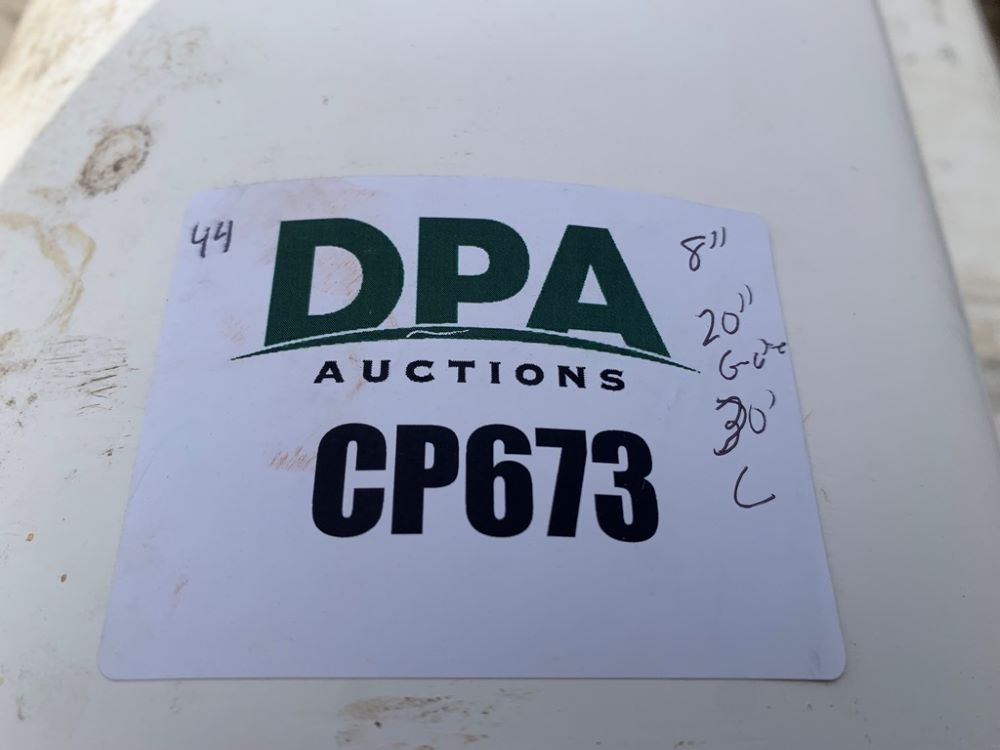 44
DPA
AUCTIONS
CP673
8"
20"
30'
C